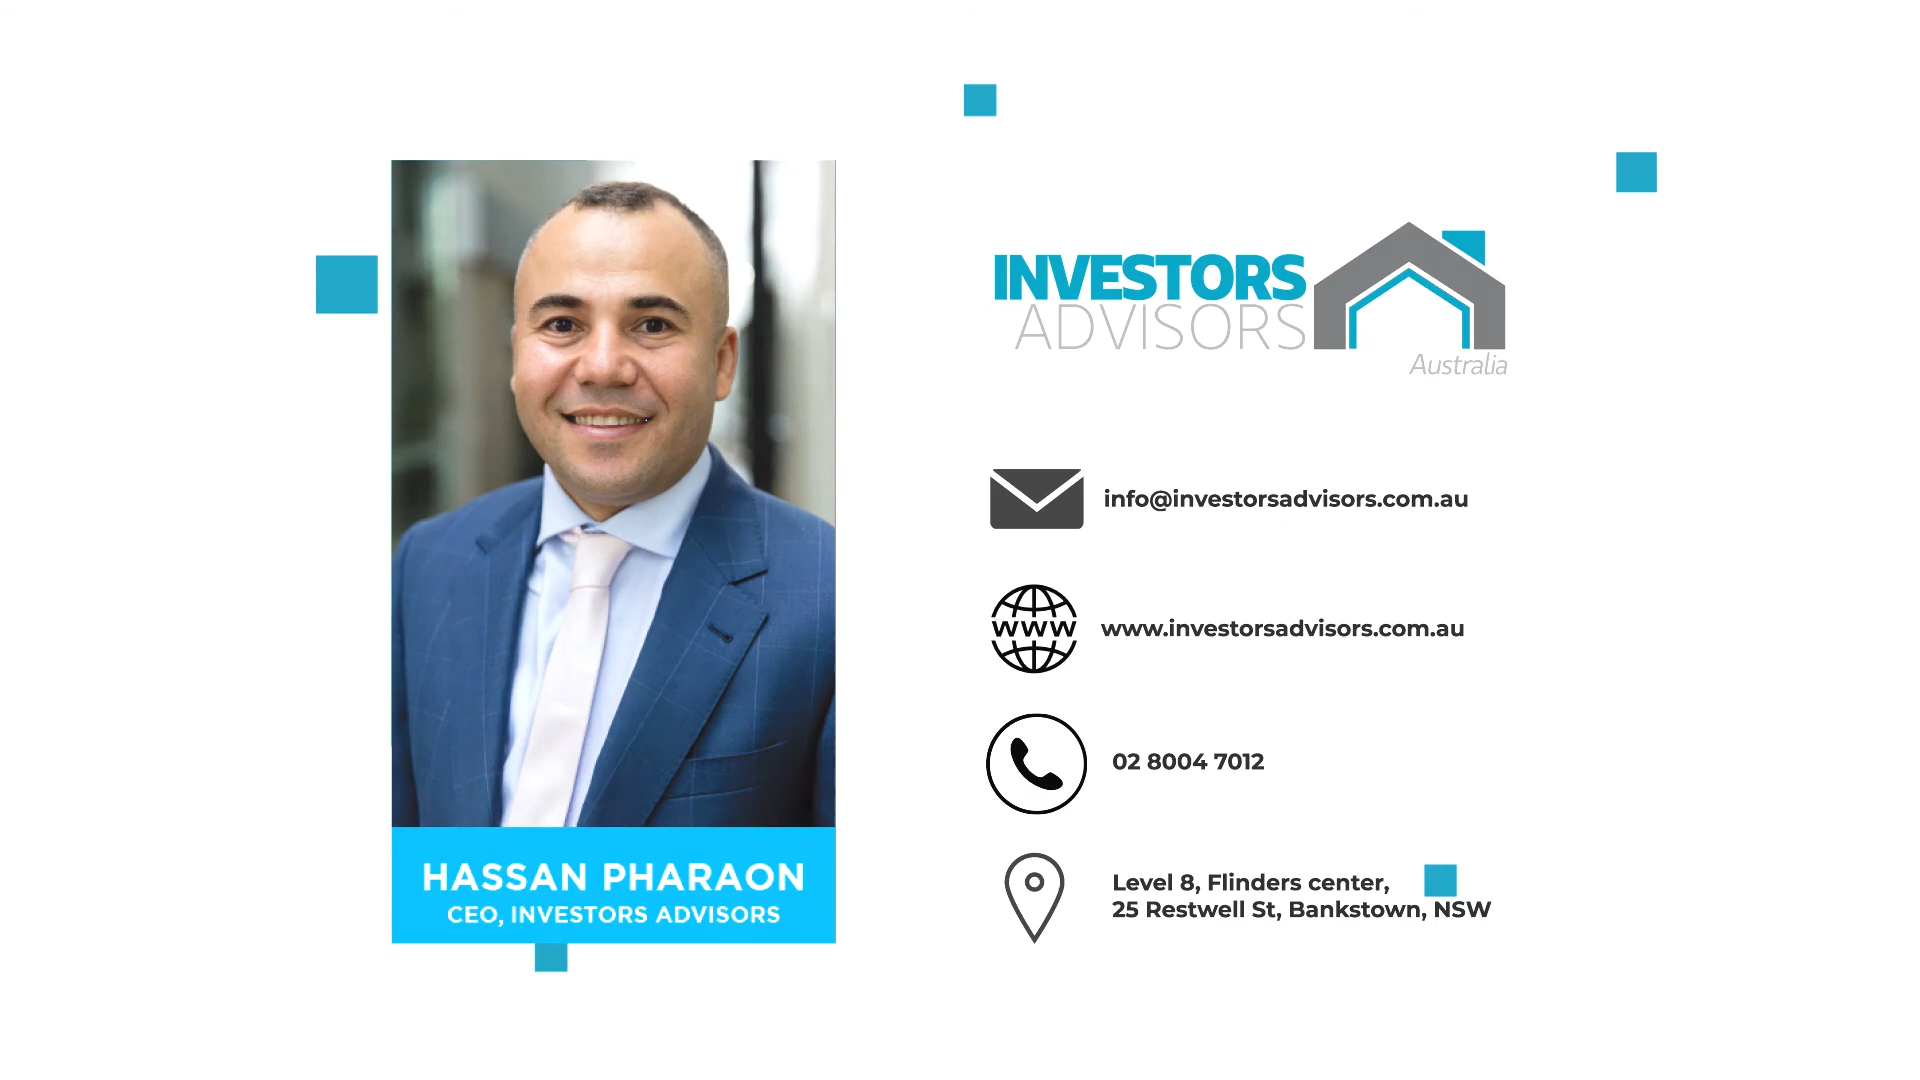 INVESTORS
ADVISORS
Australia
info@investorsadvisors.com.au
WWW
www.investorsadvisors.com.au
02 8004 7012
Level 8, Flinders center,
25 Restwell St, Bankstown, NSW
HASSAN PHARAON
CEO, INVESTORS ADVISORS